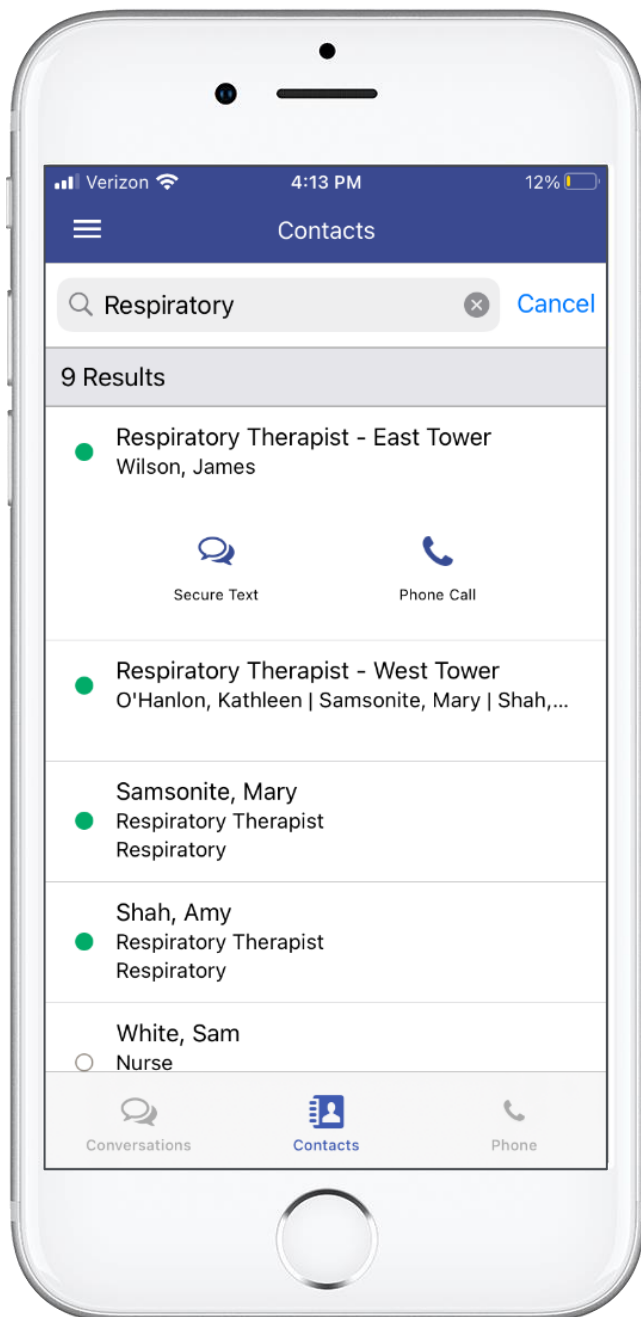 Verizon 4:13 PM 12%
Contacts
Respiratory Cancel
9 Results
Respiratory Therapist - East Tower
Wilson, James
Secure Text Phone Call
Respiratory Therapist - West Tower
O'Hanlon, Kathleen | Samsonite, Mary | Shah,...
Samsonite, Mary
Respiratory Therapist
Respiratory
Shah, Amy
Respiratory Therapist
Respiratory
White, Sam
Nurse
Conversations Contacts Phone